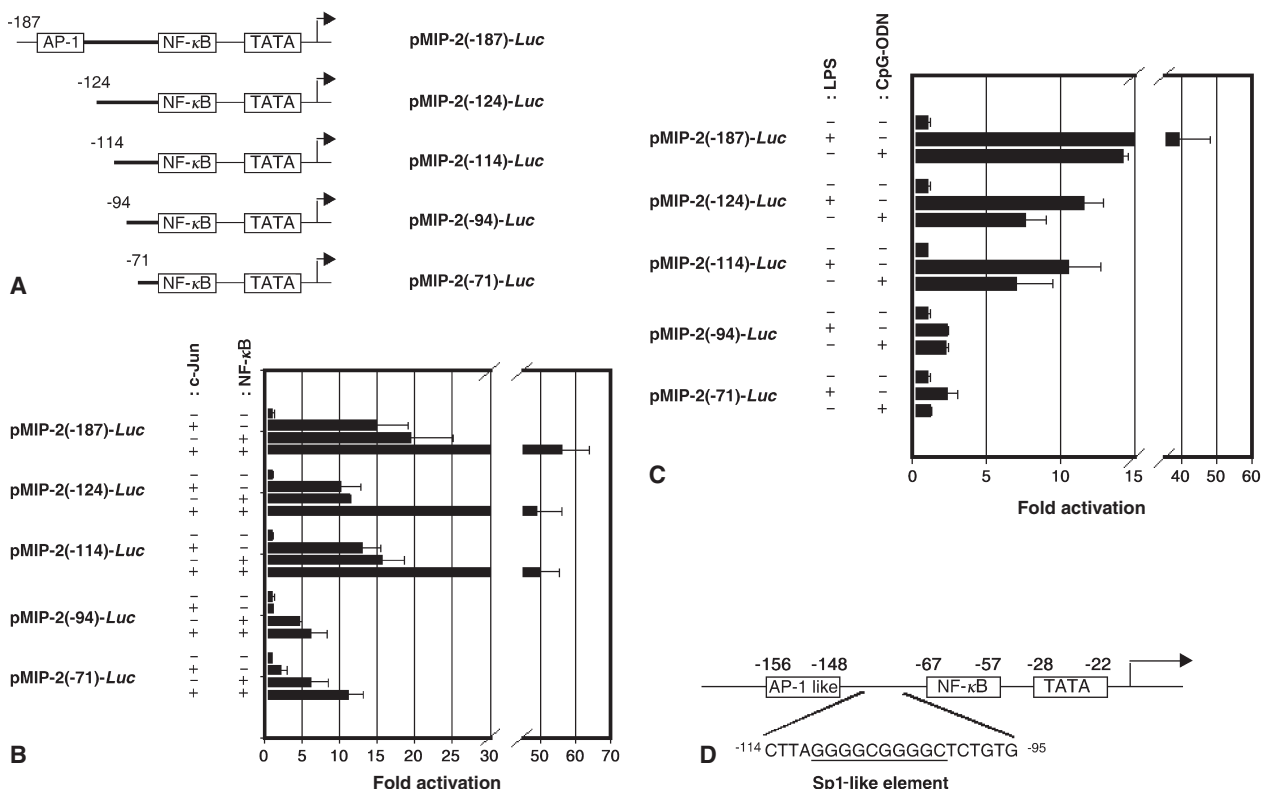 -187
AP-1 NF-κB TATA pMIP-2(-187)-Luc
-124
NF-κB TATA pMIP-2(-124)-Luc
-114
NF-κB TATA pMIP-2(-114)-Luc
-94
NF-κB TATA pMIP-2(-94)-Luc
-71
NF-κB TATA pMIP-2(-71)-Luc
A
: c-Jun : NF-κB
− −
pMIP-2(-187)-Luc + −
− +
+ +
− −
pMIP-2(-124)-Luc + −
− +
+ +
− −
pMIP-2(-114)-Luc + −
− +
+ +
− −
pMIP-2(-94)-Luc + −
− +
+ +
− −
pMIP-2(-71)-Luc + −
− +
+ +
0 5 10 15 20 25 30 50 60 70
B
Fold activation
: LPS : CpG-ODN
− −
pMIP-2(-187)-Luc + −
− +
− −
pMIP-2(-124)-Luc + −
− +
− −
pMIP-2(-114)-Luc + −
− +
− −
pMIP-2(-94)-Luc + −
− +
− −
pMIP-2(-71)-Luc + −
− +
0 5 10 15 40 50 60
C
Fold activation
-156 -148 -67 -57 -28 -22
AP-1 like NF-κB TATA
D -114 CTTAGGGGCGGGGCTCTGTG -95
Sp1-like element